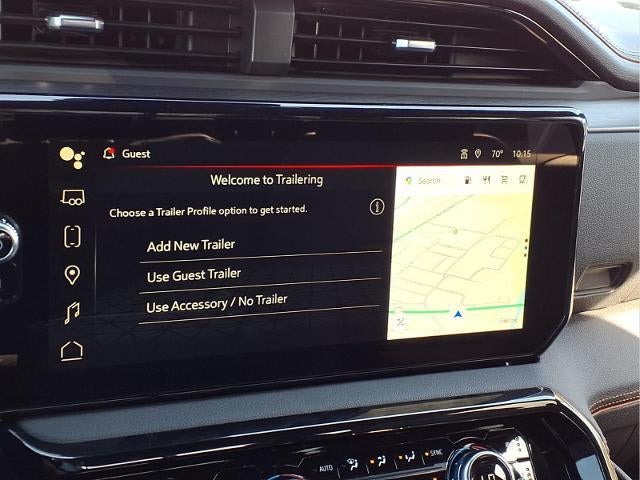 Guest
70° 10:15
Welcome to Trailering
Search
Choose a Trailer Profile option to get started.
Add New Trailer
Use Guest Trailer
Use Accessory / No Trailer
Google
AUTO
SYNC